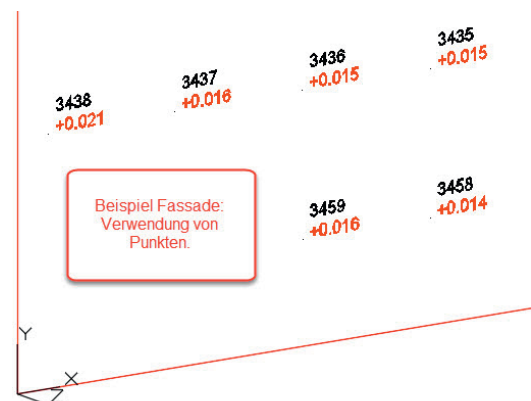 3435
+0.015
3436
+0.015
3437
+0.016
3438
+0.021
Beispiel Fassade:
Verwendung von
Punkten.
3459
+0.016
3458
+0.014
Y
X
Z